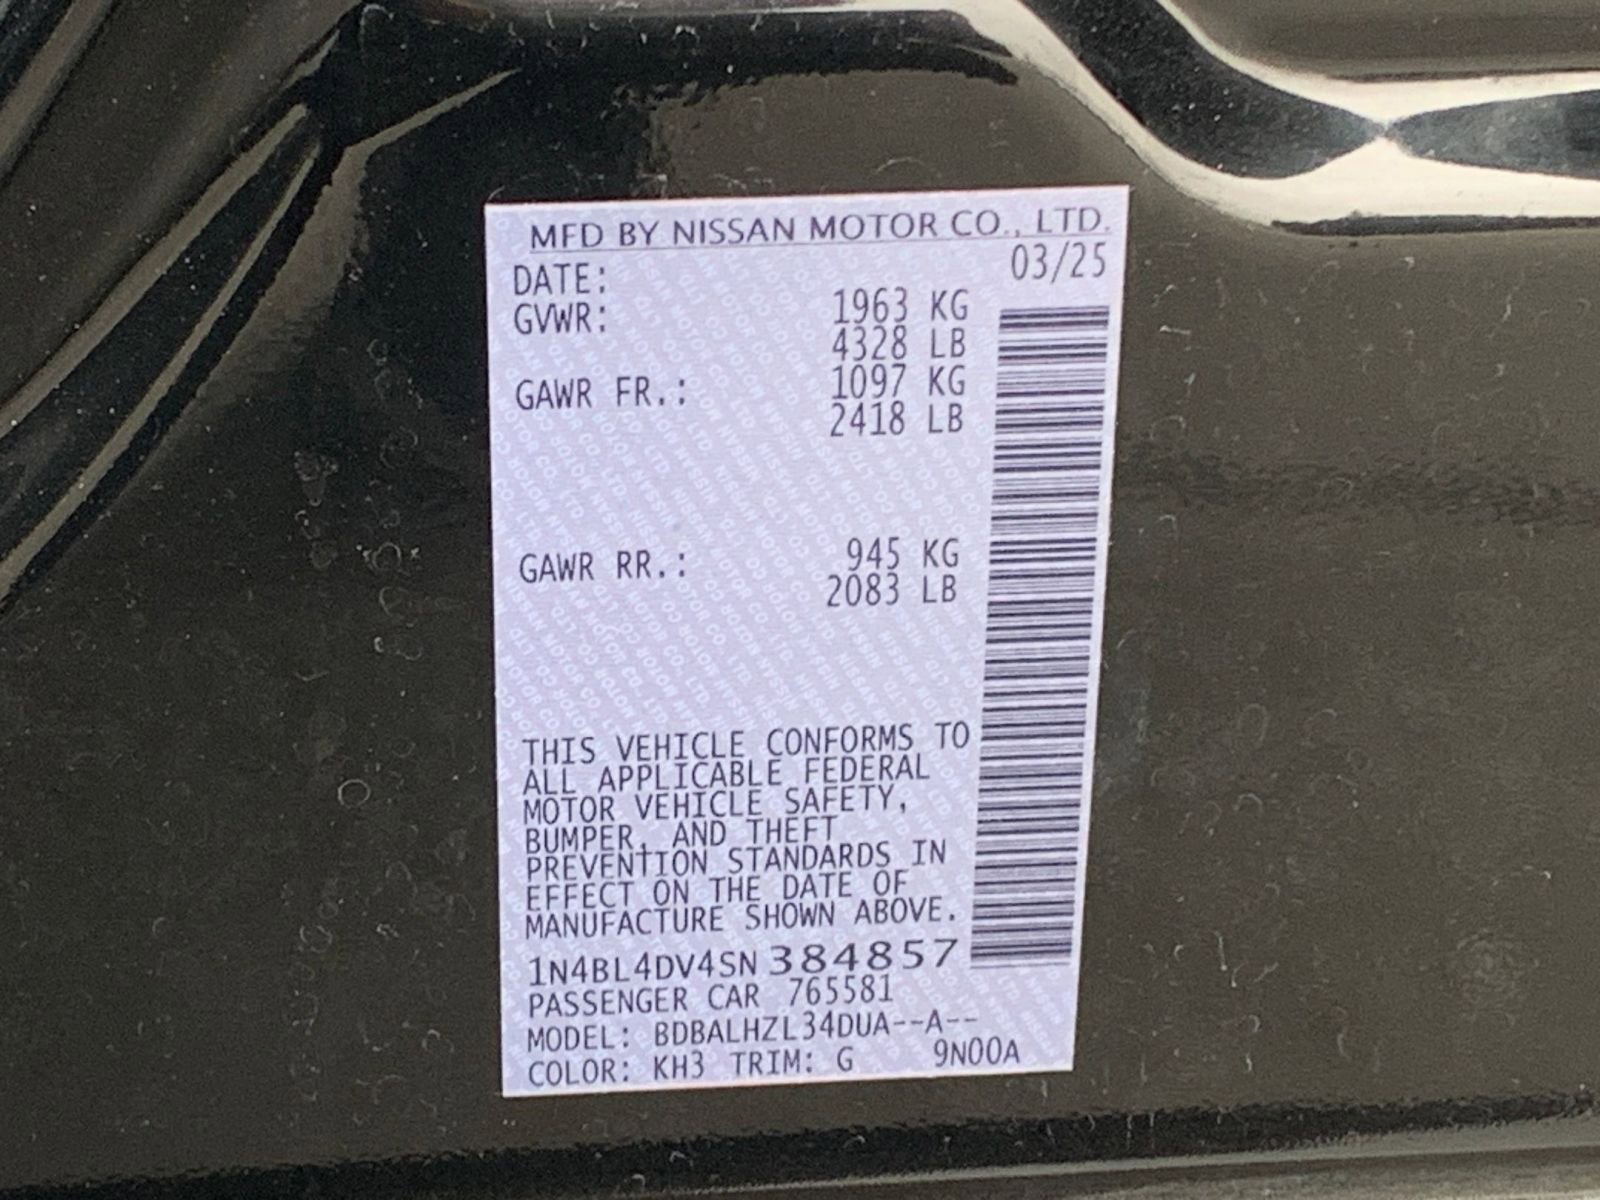 MFD BY NISSAN MOTOR CO., LTD.
DATE: 03/25
GVWR: 1963 KG
4328 LB
GAWR FR.: 1097 KG
2418 LB
GAWR RR.: 945 KG
2083 LB
THIS VEHICLE CONFORMS TO
ALL APPLICABLE FEDERAL
MOTOR VEHICLE SAFETY,
BUMPER, AND THEFT
PREVENTION STANDARDS IN
EFFECT ON THE DATE OF
MANUFACTURE SHOWN ABOVE.
1N4BL4DV4SN384857
PASSENGER CAR 765581
MODEL: BDBALHZL34DUA--A--
COLOR: KH3 TRIM: G 9N00A